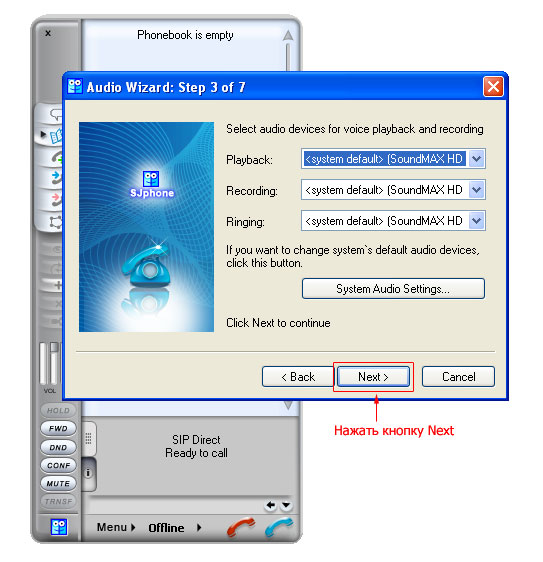 x
Phonebook is empty
Audio Wizard: Step 3 of 7
Select audio devices for voice playback and recording
Playback: <system default> (SoundMAX HD
Recording: <system default> (SoundMAX HD
Ringing: <system default> (SoundMAX HD
SJphone
If you want to change system`s default audio devices,
click this button.
System Audio Settings...
Click Next to continue
< Back
Next >
Cancel
Нажать кнопку Next
VOL
HOLD
FWD
DND
CONF
MUTE
TRNSF
i
SIP Direct
Ready to call
Menu
Offline